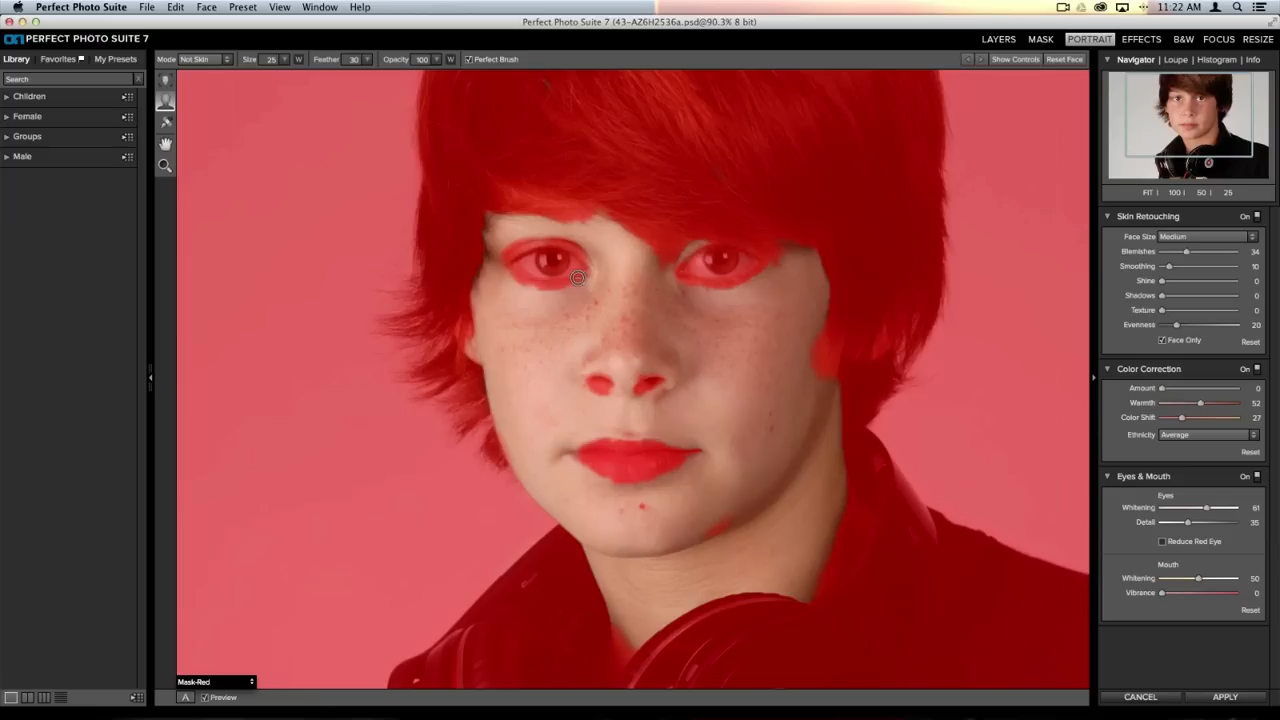 Perfect Photo Suite File Edit Face Preset View Window Help 11:22 AM
Perfect Photo Suite 7 (43-AZ6H2536a.psd@90.3% 8 bit)
on PERFECT PHOTO SUITE 7 LAYERS MASK PORTRAIT EFFECTS B&W FOCUS RESIZE
Library Favorites My Presets Mode Not Skin Size 25 W Feather 30 Opacity 100 W Perfect Brush Show Controls Reset Face Navigator Loupe Histogram Info
Search
Children
Female
Groups
Male
FIT 100 50 25
Skin Retouching On
Face Size Medium
Blemishes 34
Smoothing 10
Shine 0
Shadows 0
Texture 0
Evenness 20
Face Only Reset
Color Correction On
Amount 0
Warmth 52
Color Shift 27
Ethnicity Average
Reset
Eyes & Mouth On
Eyes
Whitening 61
Detail 35
Reduce Red Eye
Mouth
Whitening 50
Vibrance 0
Reset
Mask-Red
A Preview CANCEL APPLY